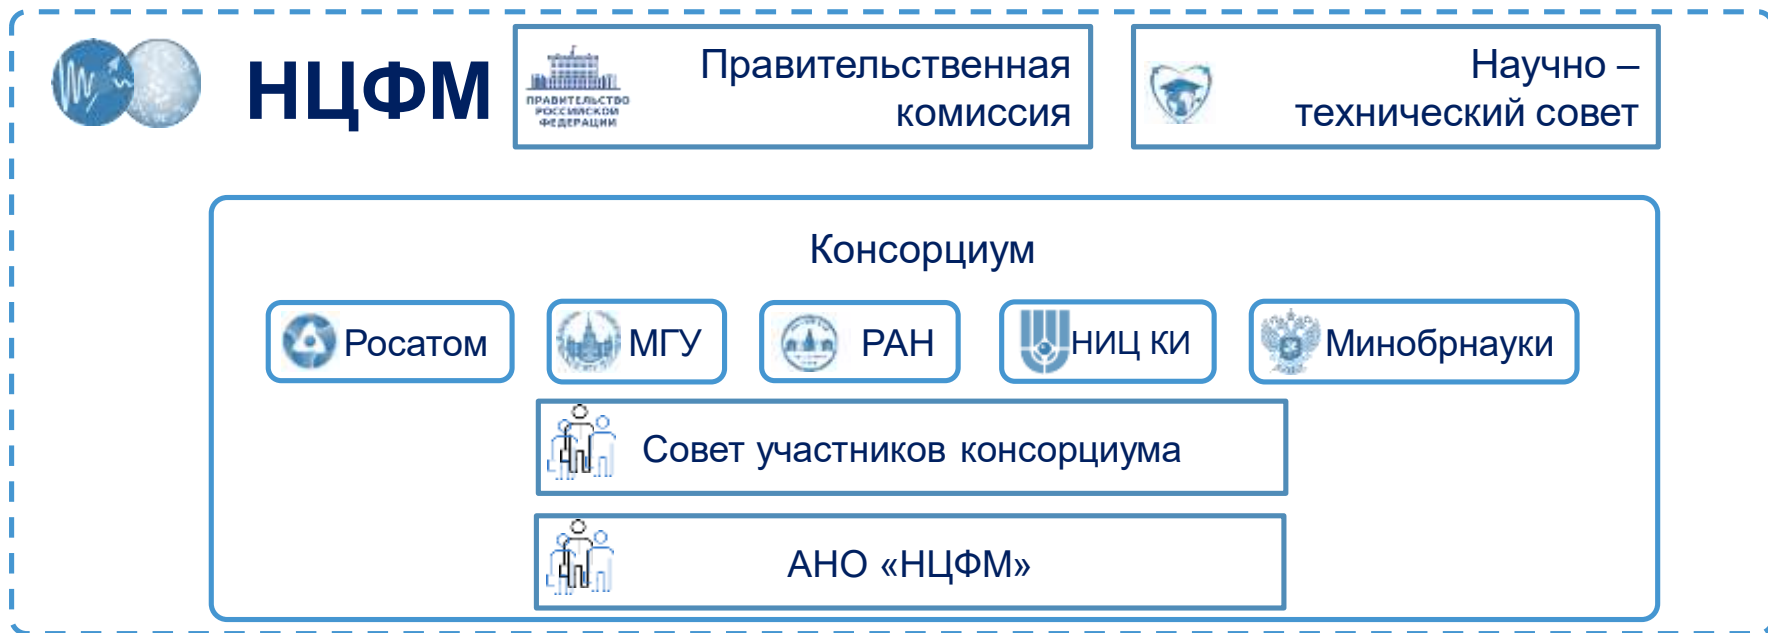 НЦФМ
ПРАВИТЕЛЬСТВО
РОССИЙСКОЙ
ФЕДЕРАЦИИ
Правительственная
комиссия
Научно –
технический совет
Консорциум
Росатом
МГУ
РАН
НИЦ КИ
Минобрнауки
Совет участников консорциума
АНО «НЦФМ»